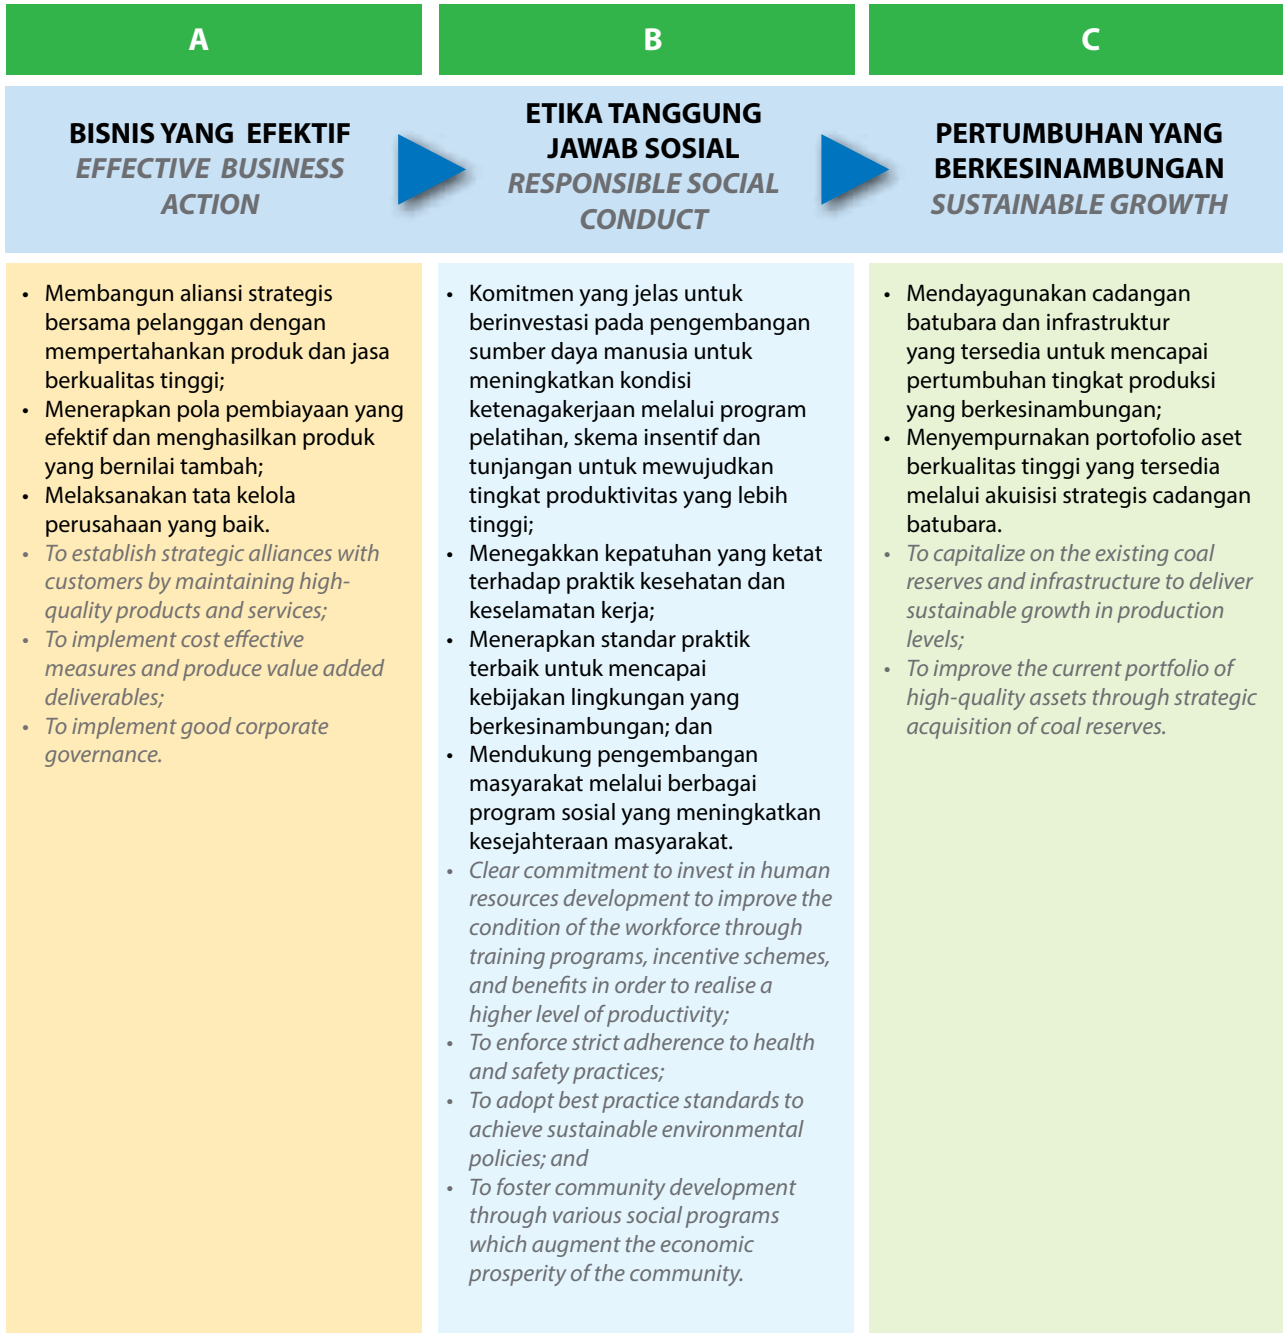 A
B
C
BISNIS YANG EFEKTIF
EFFECTIVE BUSINESS
ACTION
ETIKA TANGGUNG
JAWAB SOSIAL
RESPONSIBLE SOCIAL
CONDUCT
PERTUMBUHAN YANG
BERKESINAMBUNGAN
SUSTAINABLE GROWTH
• Membangun aliansi strategis
bersama pelanggan dengan
mempertahankan produk dan jasa
berkualitas tinggi;
• Menerapkan pola pembiayaan yang
efektif dan menghasilkan produk
yang bernilai tambah;
• Melaksanakan tata kelola
perusahaan yang baik.
• To establish strategic alliances with
customers by maintaining high-
quality products and services;
• To implement cost effective
measures and produce value added
deliverables;
• To implement good corporate
governance.
• Komitmen yang jelas untuk
berinvestasi pada pengembangan
sumber daya manusia untuk
meningkatkan kondisi
ketenagakerjaan melalui program
pelatihan, skema insentif dan
tunjangan untuk mewujudkan
tingkat produktivitas yang lebih
tinggi;
• Menegakkan kepatuhan yang ketat
terhadap praktik kesehatan dan
keselamatan kerja;
• Menerapkan standar praktik
terbaik untuk mencapai
kebijakan lingkungan yang
berkesinambungan; dan
• Mendukung pengembangan
masyarakat melalui berbagai
program sosial yang meningkatkan
kesejahteraan masyarakat.
• Clear commitment to invest in human
resources development to improve the
condition of the workforce through
training programs, incentive schemes,
and benefits in order to realise a
higher level of productivity;
• To enforce strict adherence to health
and safety practices;
• To adopt best practice standards to
achieve sustainable environmental
policies; and
• To foster community development
through various social programs
which augment the economic
prosperity of the community.
• Mendayagunakan cadangan
batubara dan infrastruktur
yang tersedia untuk mencapai
pertumbuhan tingkat produksi
yang berkesinambungan;
• Menyempurnakan portofolio aset
berkualitas tinggi yang tersedia
melalui akuisisi strategis cadangan
batubara.
• To capitalize on the existing coal
reserves and infrastructure to deliver
sustainable growth in production
levels;
• To improve the current portfolio of
high-quality assets through strategic
acquisition of coal reserves.